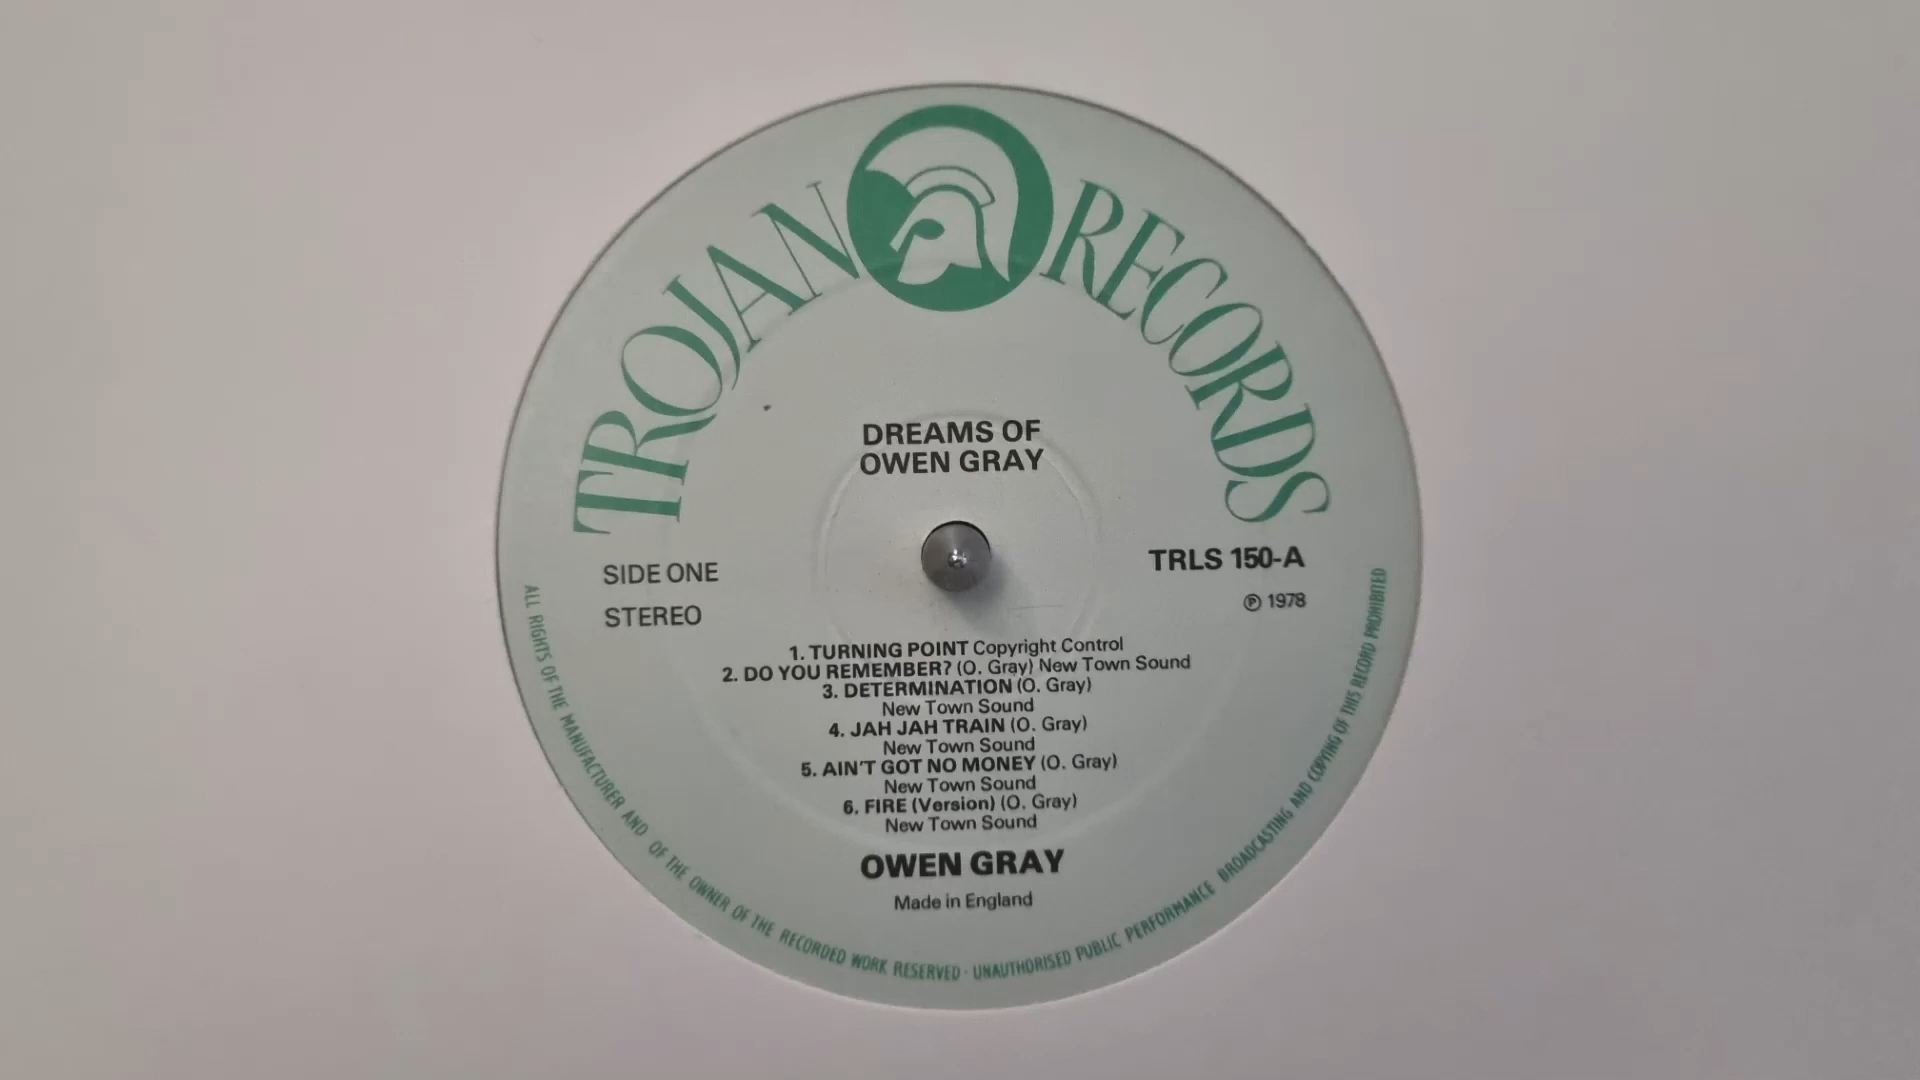 TROJAN RECORDS
DREAMS OF
OWEN GRAY
SIDE ONE
STEREO
TRLS 150-A
℗ 1978
1. TURNING POINT Copyright Control
2. DO YOU REMEMBER? (O. Gray) New Town Sound
3. DETERMINATION (O. Gray)
New Town Sound
4. JAH JAH TRAIN (O. Gray)
New Town Sound
5. AIN'T GOT NO MONEY (O. Gray)
New Town Sound
6. FIRE (Version) (O. Gray)
New Town Sound
OWEN GRAY
Made in England
ALL RIGHTS OF THE MANUFACTURER AND OF THE OWNER OF THE RECORDED WORK RESERVED · UNAUTHORISED PUBLIC PERFORMANCE BROADCASTING AND COPYING OF THIS RECORD PROHIBITED